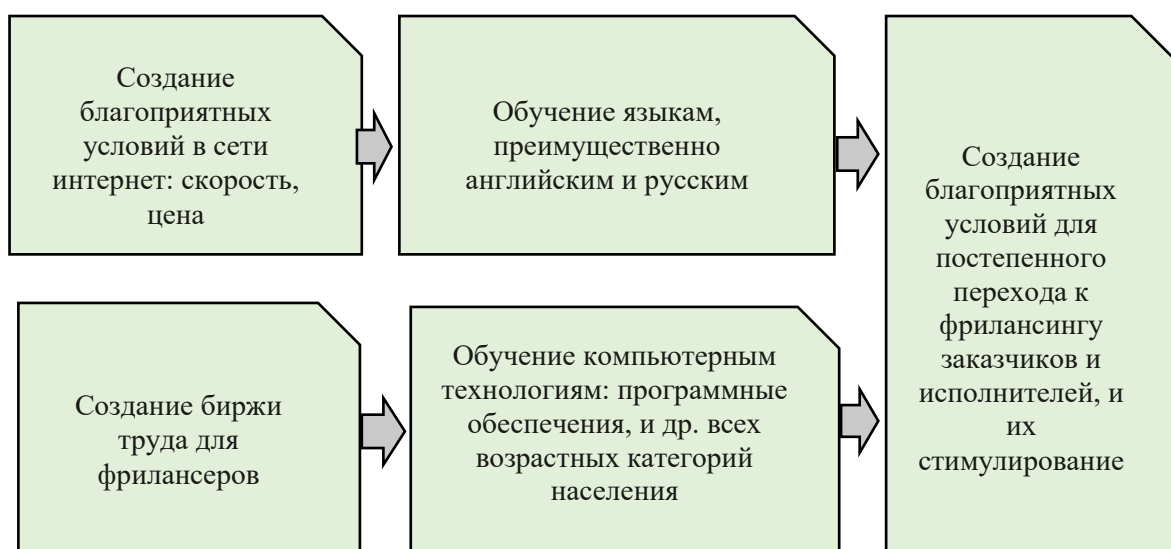 Создание
благоприятных
условий в сети
интернет: скорость,
цена
Обучение языкам,
преимущественно
английским и русским
Создание
благоприятных
условий для
постепенного
перехода к
фрилансингу
заказчиков и
исполнителей, и
их
стимулирование
Создание биржи
труда для
фрилансеров
Обучение компьютерным
технологиям: программные
обеспечения, и др. всех
возрастных категорий
населения